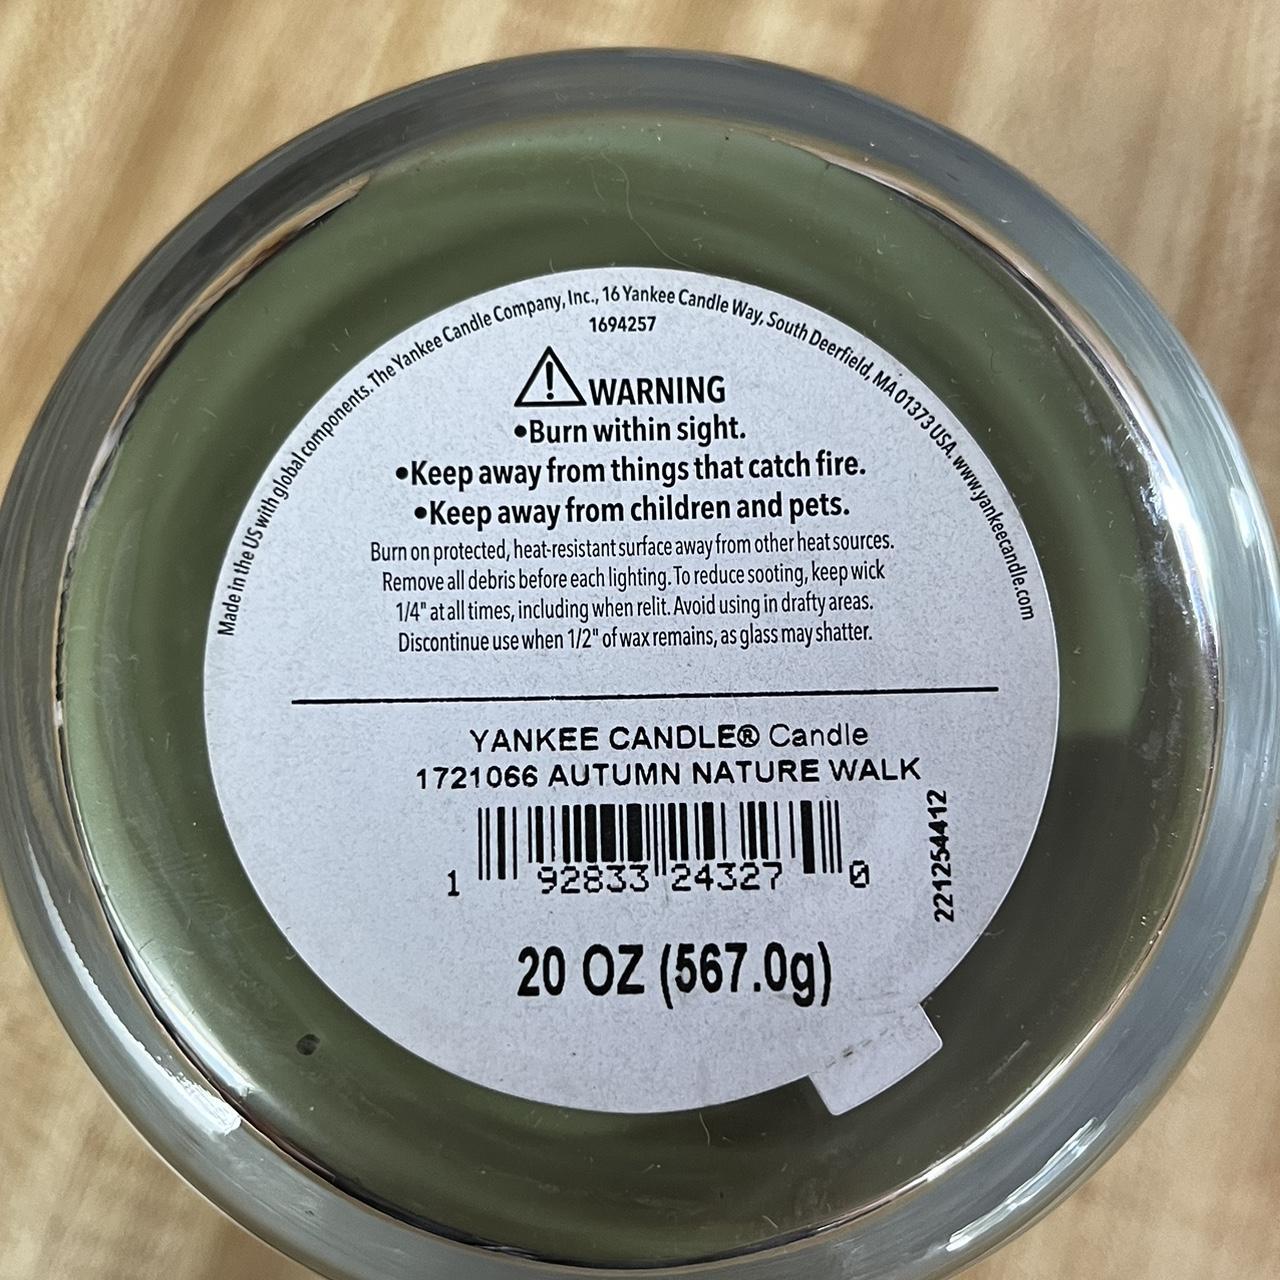 Made in the US with global components. The Yankee Candle Company, Inc., 16 Yankee Candle Way, South Deerfield, MA 01373 USA. www.yankeecandle.com
1694257
WARNING
•Burn within sight.
•Keep away from things that catch fire.
•Keep away from children and pets.
Burn on protected, heat-resistant surface away from other heat sources.
Remove all debris before each lighting. To reduce sooting, keep wick
1/4" at all times, including when relit. Avoid using in drafty areas.
Discontinue use when 1/2" of wax remains, as glass may shatter.
YANKEE CANDLE® Candle
1721066 AUTUMN NATURE WALK
1 92833 24327 0
221254412
20 OZ (567.0g)